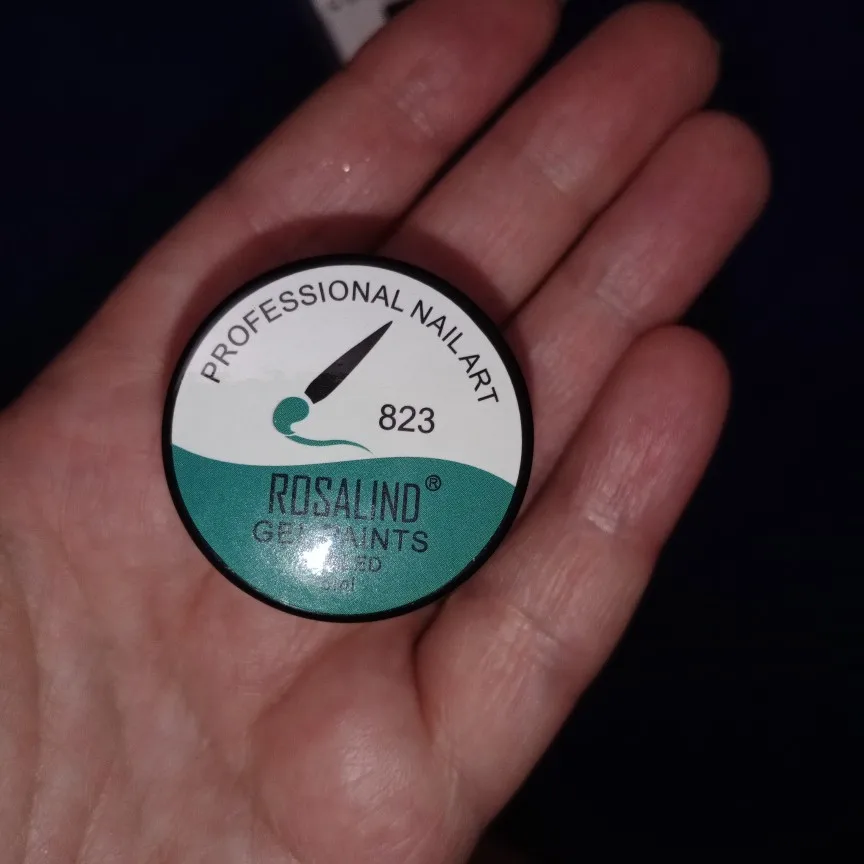 PROFESSIONAL NAIL ART
823
ROSALIND®
GEL PAINTS